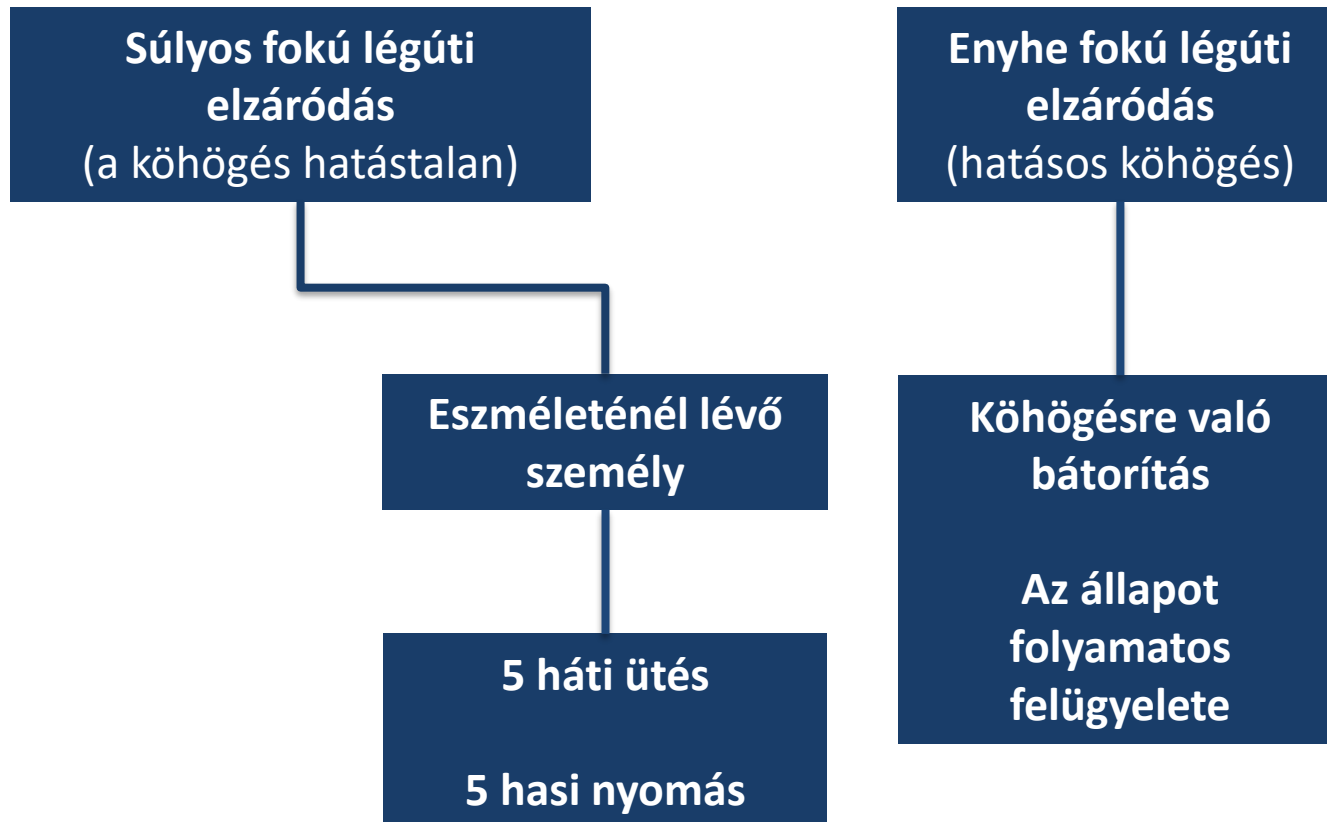 Súlyos fokú légúti
elzáródás
(a köhögés hatástalan)
Enyhe fokú légúti
elzáródás
(hatásos köhögés)
Eszméleténél lévő
személy
Köhögésre való
bátorítás
Az állapot
folyamatos
felügyelete
5 háti ütés
5 hasi nyomás